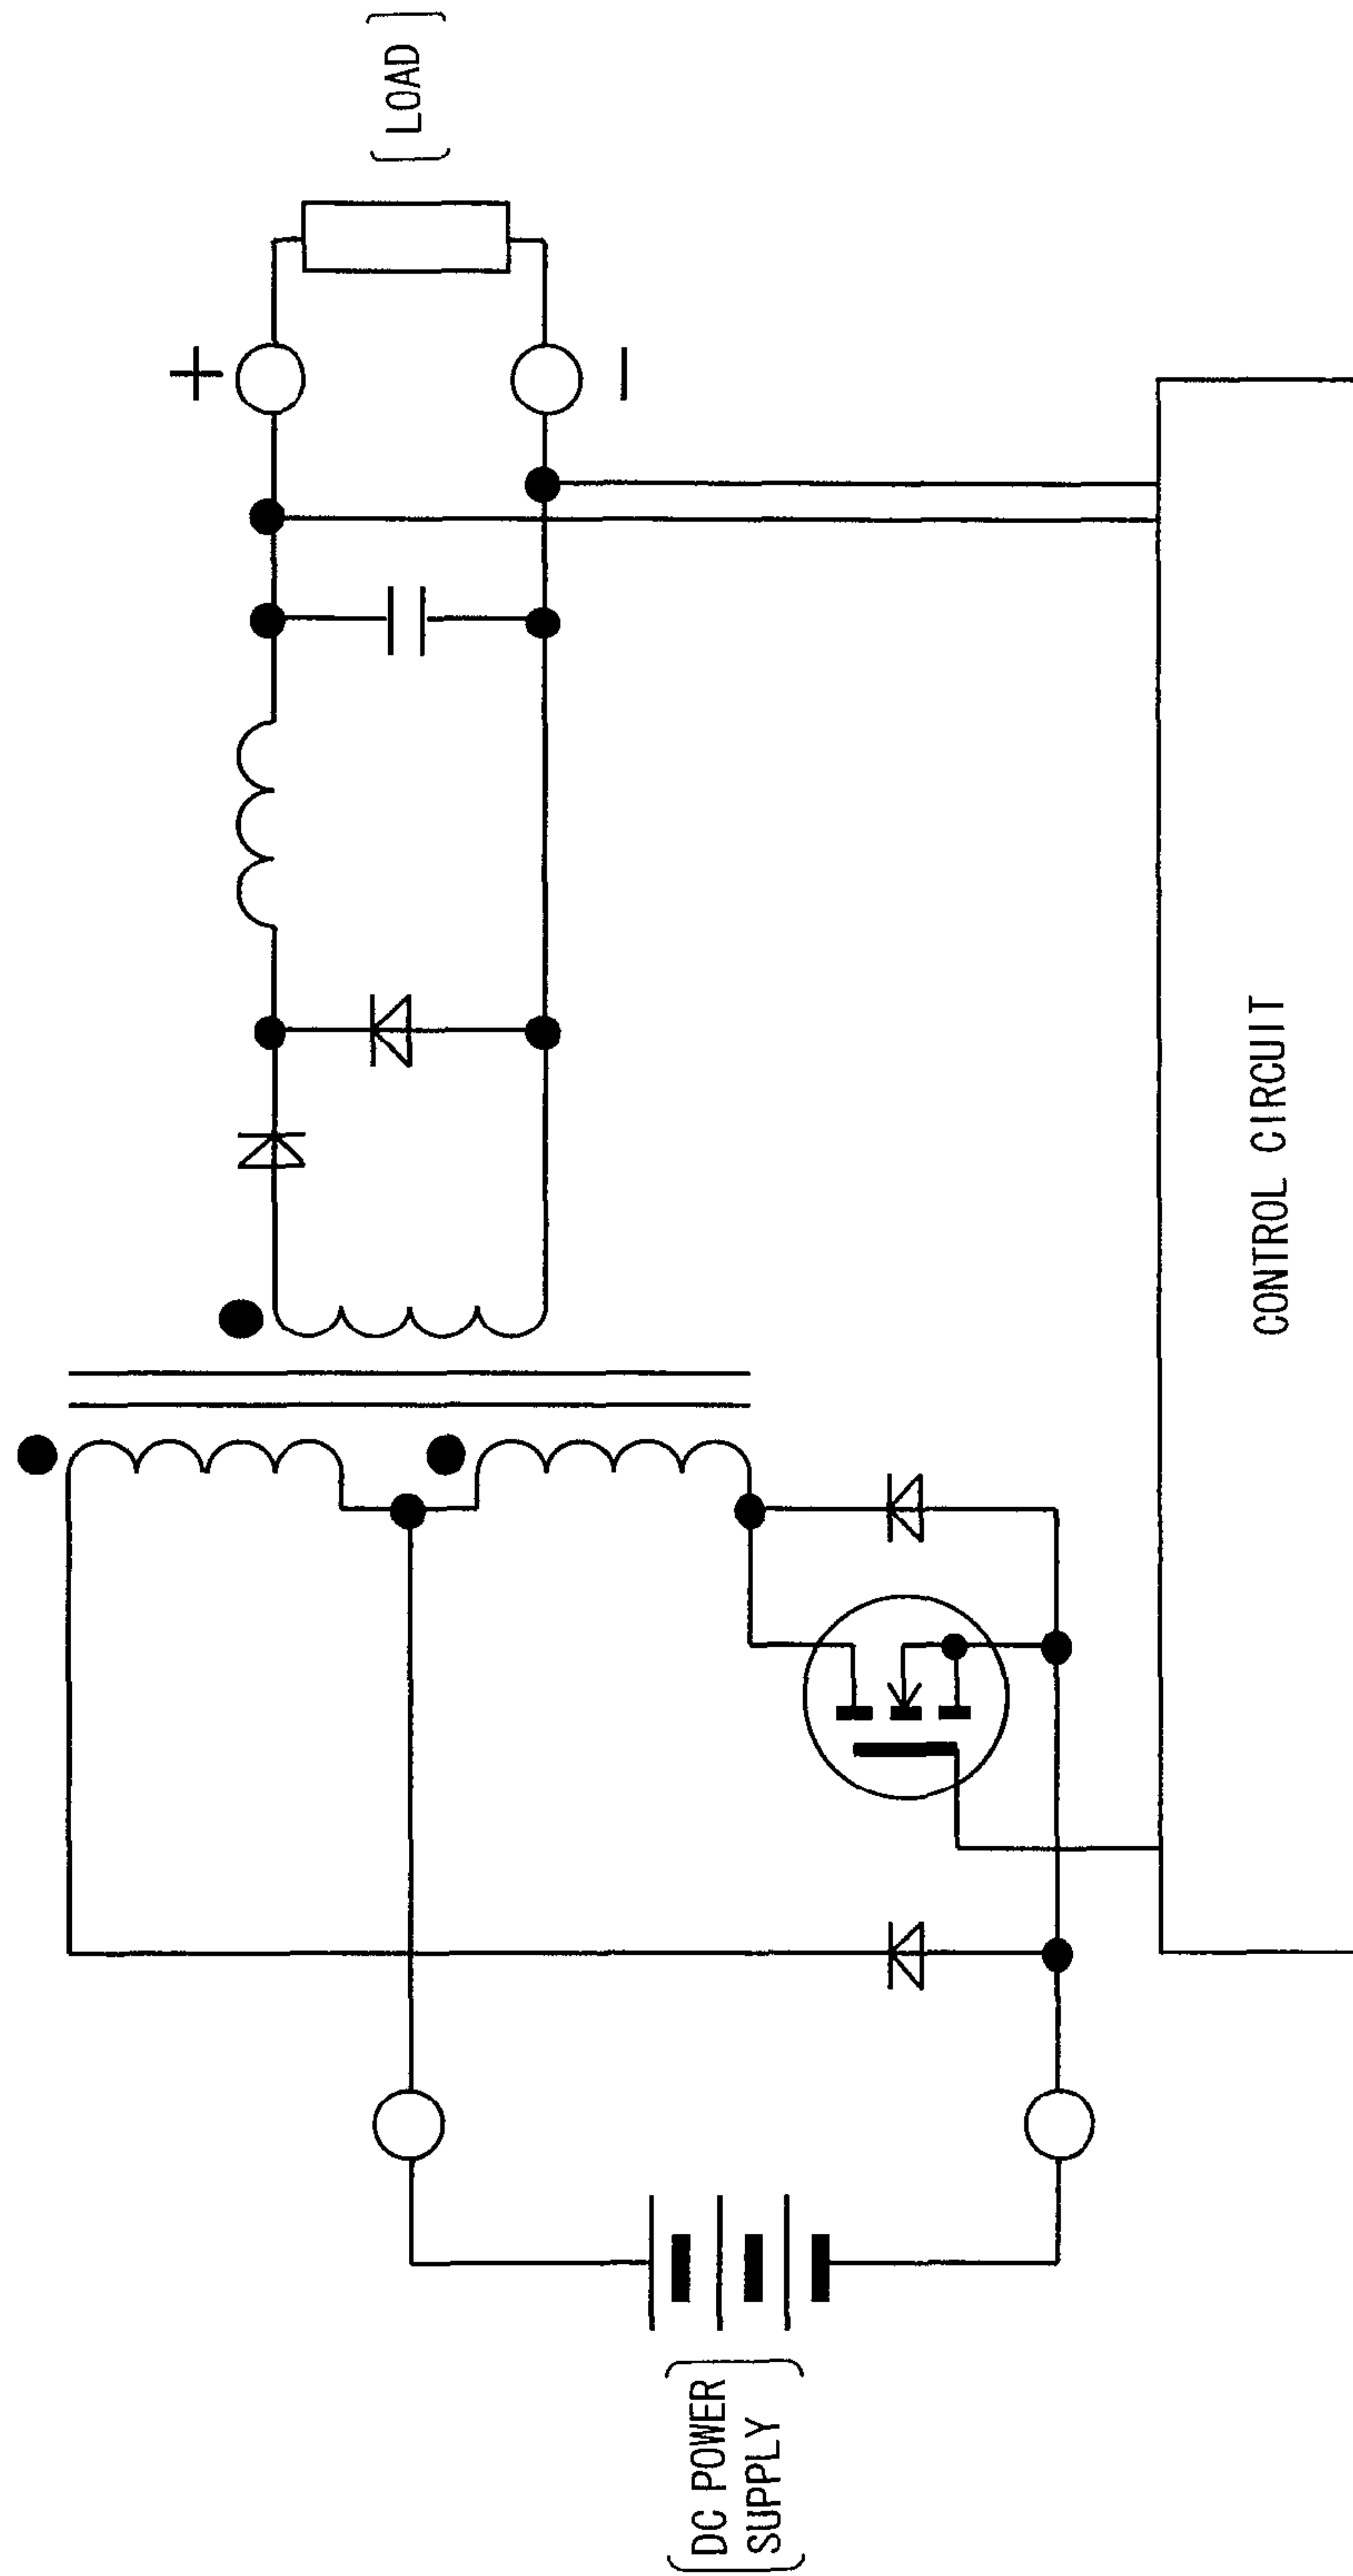 [DC POWER
SUPPLY]
+
−
[LOAD]
CONTROL CIRCUIT